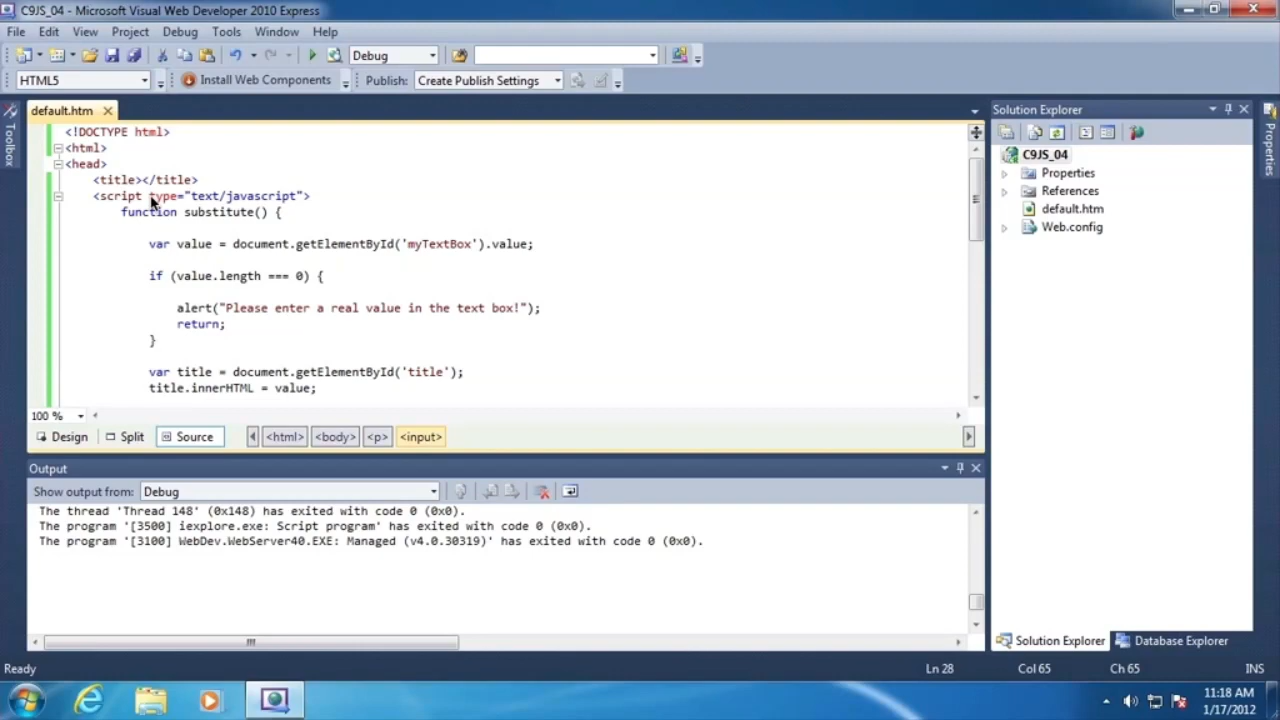 C9JS_04 - Microsoft Visual Web Developer 2010 Express
File Edit View Project Debug Tools Window Help
Debug
HTML5 Install Web Components Publish: Create Publish Settings
Toolbox
default.htm
<!DOCTYPE html>
<html>
<head>
<title></title>
<script type="text/javascript">
function substitute() {
var value = document.getElementById('myTextBox').value;
if (value.length === 0) {
alert("Please enter a real value in the text box!");
return;
}
var title = document.getElementById('title');
title.innerHTML = value;
100 %
Design Split Source <html> <body> <p> <input>
Output
Show output from: Debug
The thread 'Thread 148' (0x148) has exited with code 0 (0x0).
The program '[3500] iexplore.exe: Script program' has exited with code 0 (0x0).
The program '[3100] WebDev.WebServer40.EXE: Managed (v4.0.30319)' has exited with code 0 (0x0).
Solution Explorer
C9JS_04
Properties
References
default.htm
Web.config
Solution Explorer Database Explorer
Properties
Ready Ln 28 Col 65 Ch 65 INS
11:18 AM
1/17/2012